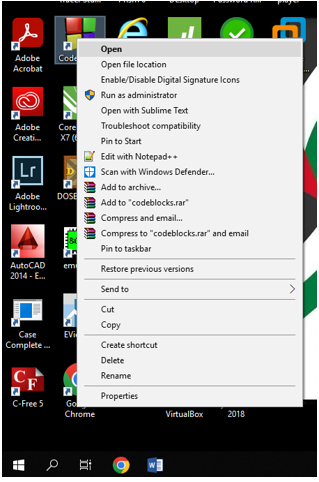 Adobe
Acrobat
Code
Open
Open file location
Enable/Disable Digital Signature Icons
Run as administrator
Open with Sublime Text
Troubleshoot compatibility
Pin to Start
Edit with Notepad++
Scan with Windows Defender...
Add to archive...
Add to "codeblocks.rar"
Compress and email...
Compress to "codeblocks.rar" and email
Pin to taskbar
Restore previous versions
Send to
Cut
Copy
Create shortcut
Delete
Rename
Properties
Adobe
Creati...
Core
X7 (6
Lr
Adobe
Lightroo...
DOS
AutoCAD
2014 - E...
emu
Case
Complete ...
EVie
CF
C-Free 5
Go
Chrome
VirtualBox
2018